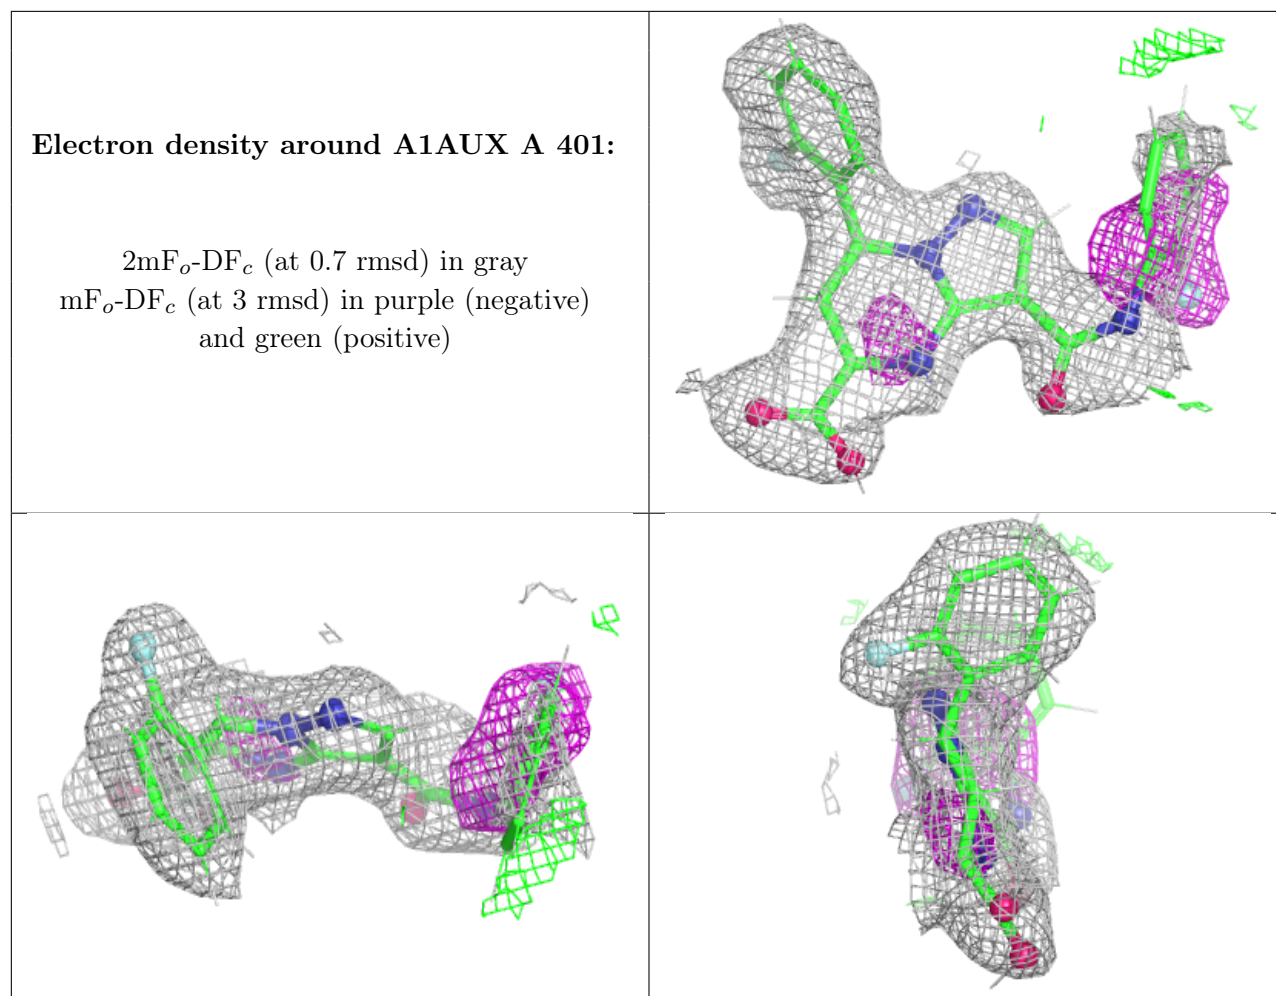 Electron density around A1AUX A 401:
2mFo-DFc (at 0.7 rmsd) in gray
mFo-DFc (at 3 rmsd) in purple (negative)
and green (positive)